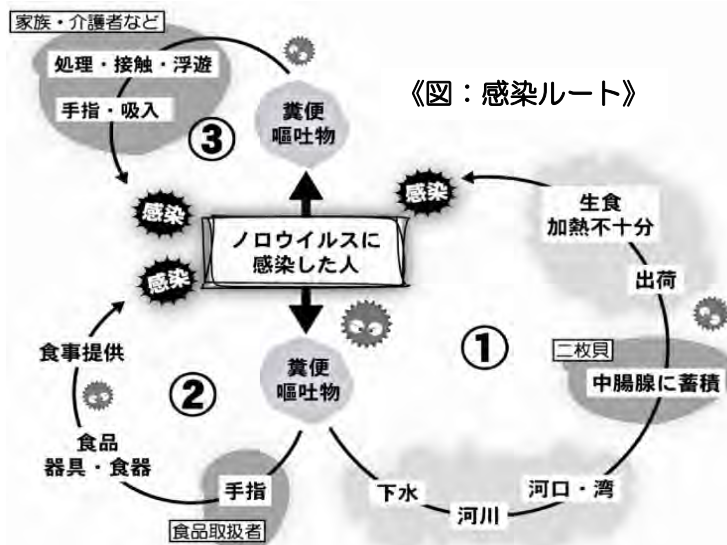 家族・介護者など
処理・接触・浮遊
手指・吸入
③
糞便
嘔吐物
《図：感染ルート》
感染
感染
感染
ノロウイルスに
感染した人
生食
加熱不十分
出荷
二枚貝
中腸腺に蓄積
①
河口・湾
河川
下水
糞便
嘔吐物
②
手指
食品取扱者
食品
器具・食器
食事提供